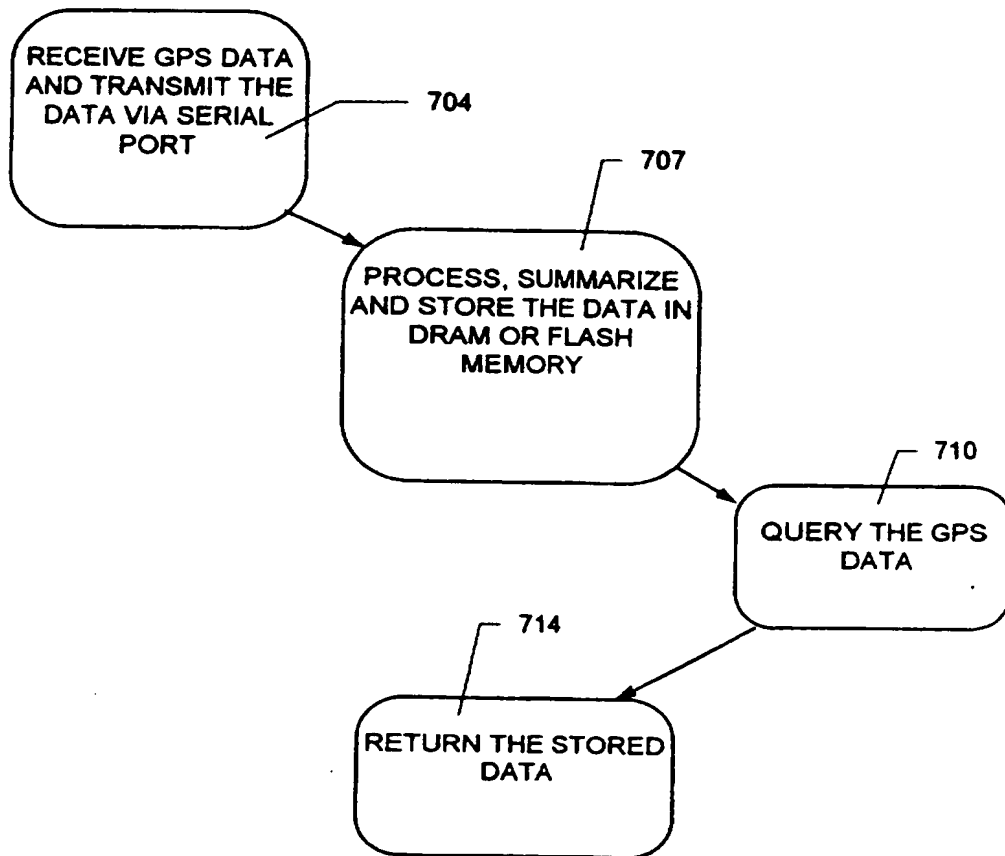 RECEIVE GPS DATA
AND TRANSMIT THE
DATA VIA SERIAL
PORT
704
707
PROCESS, SUMMARIZE
AND STORE THE DATA IN
DRAM OR FLASH
MEMORY
710
QUERY THE GPS
DATA
714
RETURN THE STORED
DATA